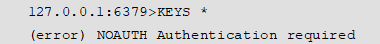 127.0.0.1:6379>KEYS *
(error) NOAUTH Authentication required